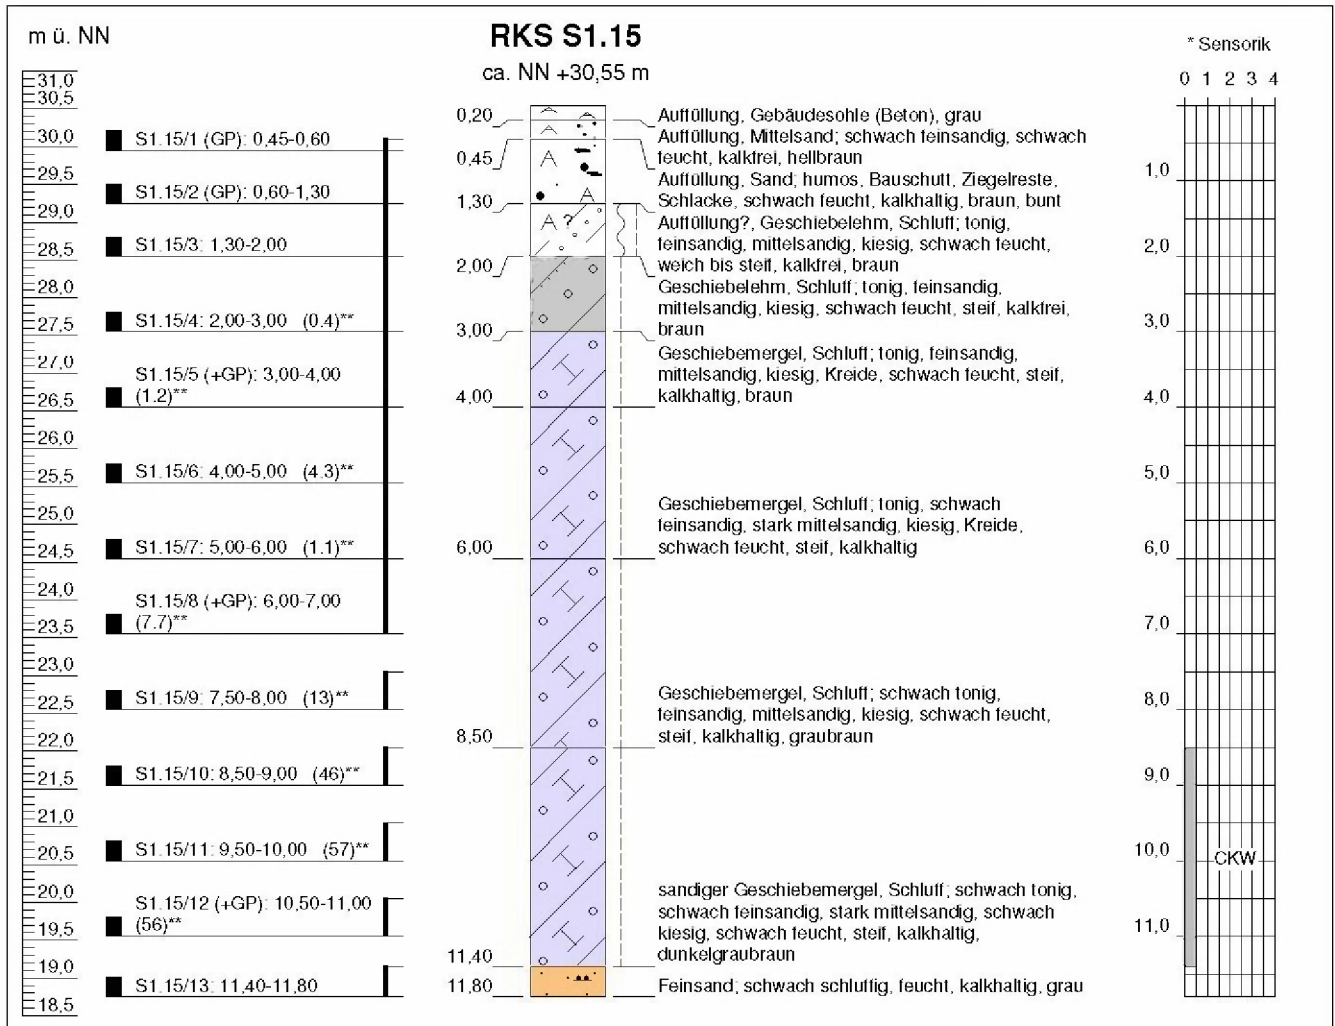 m ü. NN
RKS S1.15
ca. NN +30,55 m
* Sensorik
0 1 2 3 4
31,0
30,5
30,0
29,5
29,0
28,5
28,0
27,5
27,0
26,5
26,0
25,5
25,0
24,5
24,0
23,5
23,0
22,5
22,0
21,5
21,0
20,5
20,0
19,5
19,0
18,5
S1.15/1 (GP): 0,45-0,60
S1.15/2 (GP): 0,60-1,30
S1.15/3: 1,30-2,00
S1.15/4: 2,00-3,00 (0.4)**
S1.15/5 (+GP): 3,00-4,00
(1.2)**
S1.15/6: 4,00-5,00 (4.3)**
S1.15/7: 5,00-6,00 (1.1)**
S1.15/8 (+GP): 6,00-7,00
(7.7)**
S1.15/9: 7,50-8,00 (13)**
S1.15/10: 8,50-9,00 (46)**
S1.15/11: 9,50-10,00 (57)**
S1.15/12 (+GP): 10,50-11,00
(56)**
S1.15/13: 11,40-11,80
0,20
0,45
1,30
2,00
3,00
4,00
6,00
8,50
11,40
11,80
A
A
A ?
Auffüllung, Gebäudesohle (Beton), grau
Auffüllung, Mittelsand; schwach feinsandig, schwach
feucht, kalkfrei, hellbraun
Auffüllung, Sand; humos, Bauschutt, Ziegelreste,
Schlacke, schwach feucht, kalkhaltig, braun, bunt
Auffüllung?, Geschiebelehm, Schluff; tonig,
feinsandig, mittelsandig, kiesig, schwach feucht,
weich bis steif, kalkfrei, braun
Geschiebelehm, Schluff; tonig, feinsandig,
mittelsandig, kiesig, schwach feucht, steif, kalkfrei,
braun
Geschiebemergel, Schluff; tonig, feinsandig,
mittelsandig, kiesig, Kreide, schwach feucht, steif,
kalkhaltig, braun
Geschiebemergel, Schluff; tonig, schwach
feinsandig, stark mittelsandig, kiesig, Kreide,
schwach feucht, steif, kalkhaltig
Geschiebemergel, Schluff; schwach tonig,
feinsandig, mittelsandig, kiesig, schwach feucht,
steif, kalkhaltig, graubraun
sandiger Geschiebemergel, Schluff; schwach tonig,
schwach feinsandig, stark mittelsandig, schwach
kiesig, schwach feucht, steif, kalkhaltig,
dunkelgraubraun
Feinsand; schwach schluffig, feucht, kalkhaltig, grau
1,0
2,0
3,0
4,0
5,0
6,0
7,0
8,0
9,0
10,0
11,0
CKW